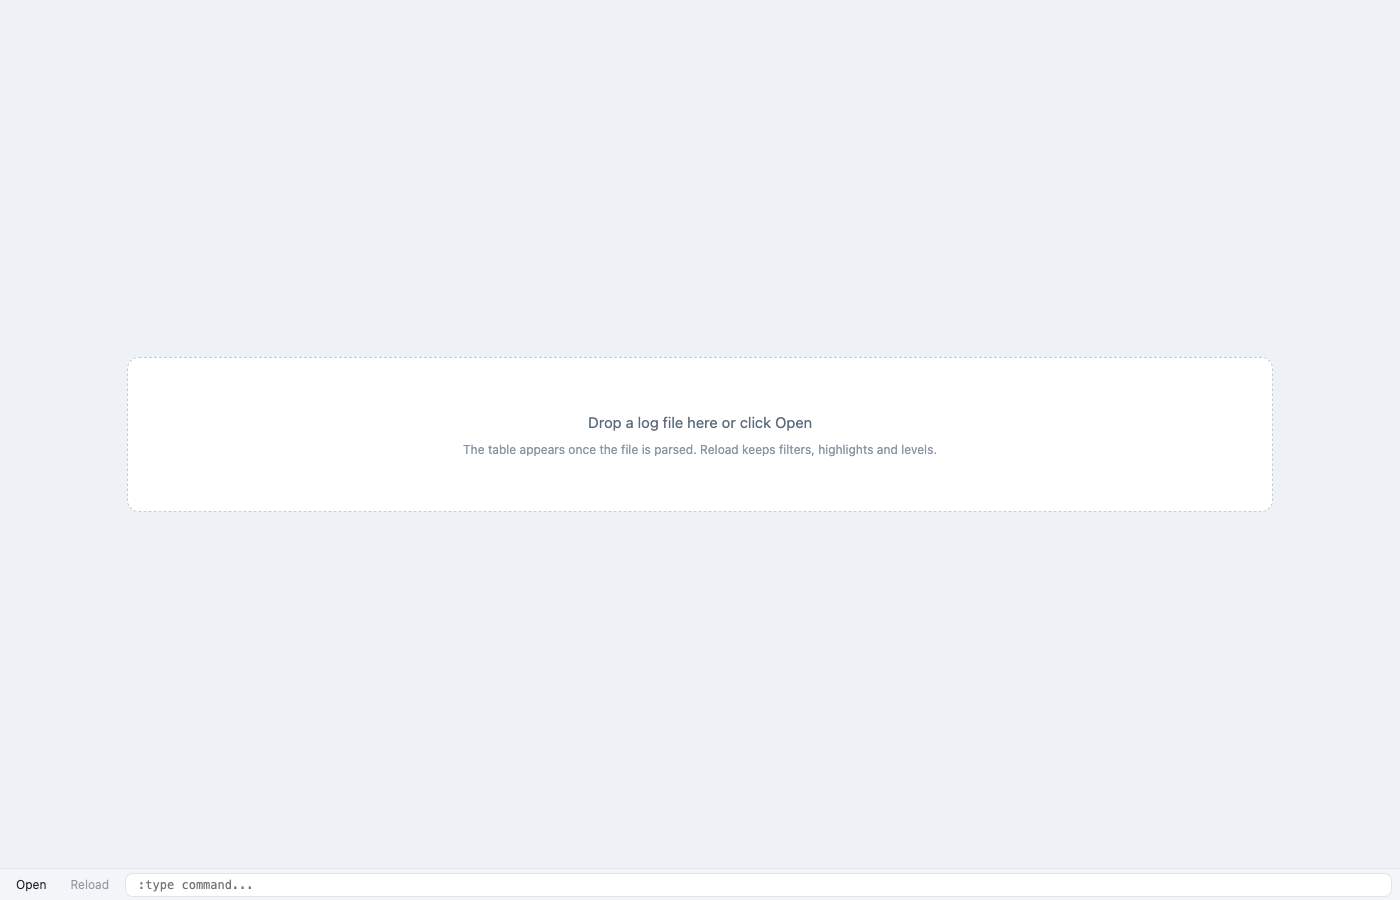 Drop a log file here or click Open
The table appears once the file is parsed. Reload keeps filters, highlights and levels.
Open Reload :type command...